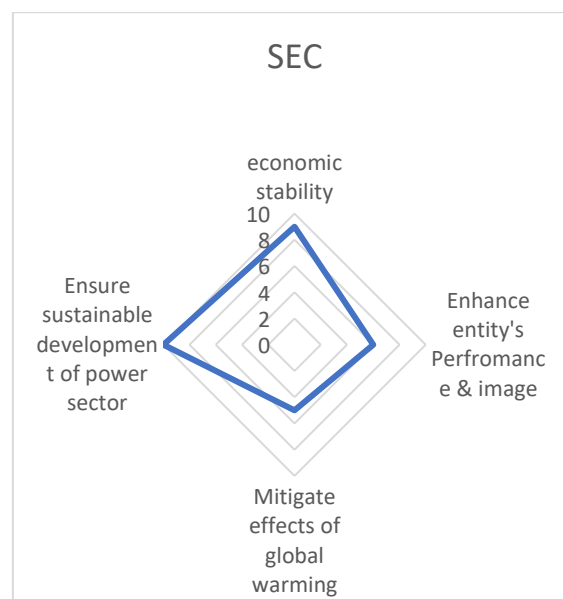 SEC
economic
stability
10
8
6
4
2
0
Enhance
entity's
Perfromanc
e & image
Mitigate
effects of
global
warming
Ensure
sustainable
developmen
t of power
sector